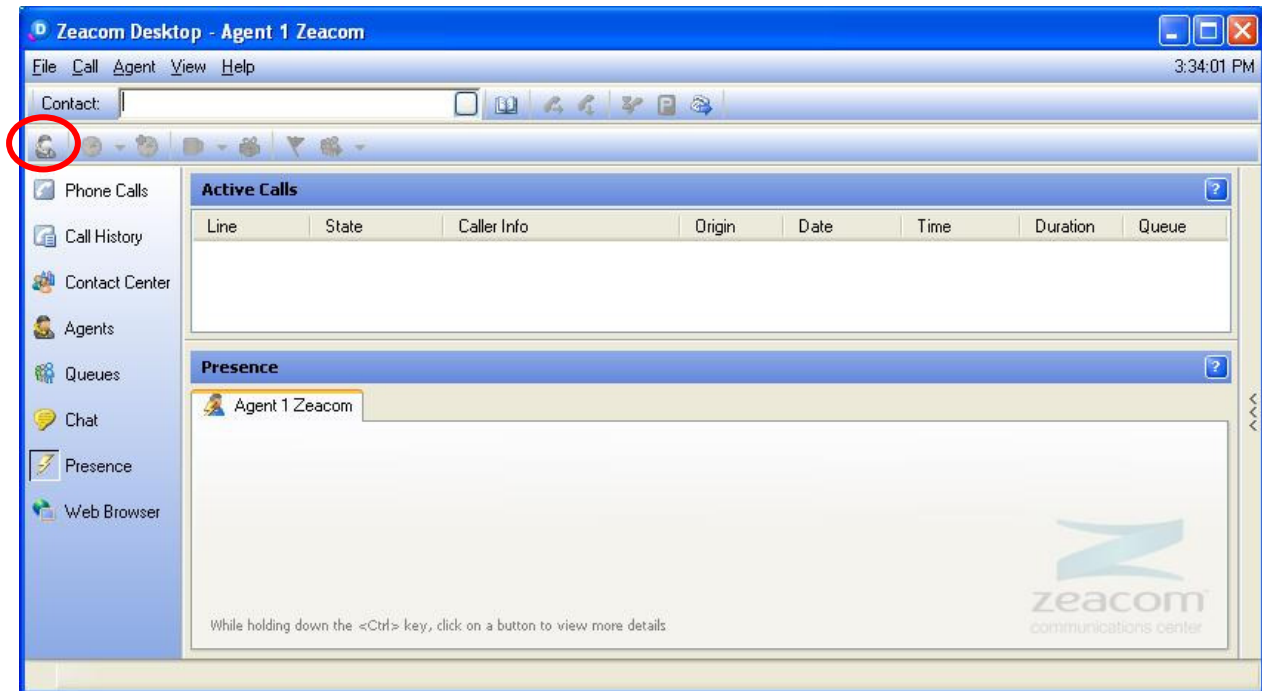 Zeacom Desktop - Agent 1 Zeacom
File Call Agent View Help 3:34:01 PM
Contact:
Phone Calls
Call History
Contact Center
Agents
Queues
Chat
Presence
Web Browser
Active Calls
Line State Caller Info Origin Date Time Duration Queue
Presence
Agent 1 Zeacom
zeacom
communications center
While holding down the <Ctrl> key, click on a button to view more details